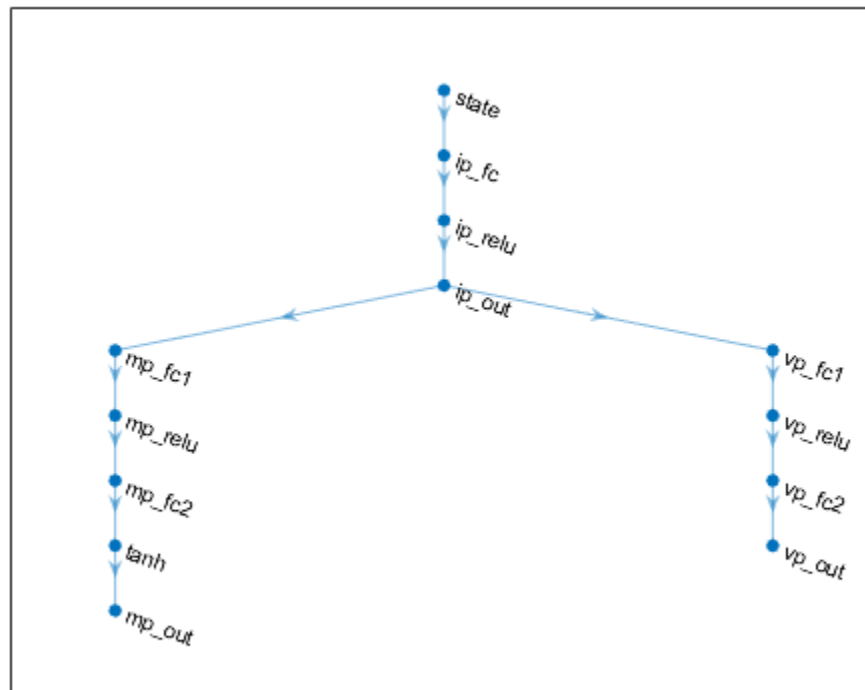 state
ip_fc
ip_relu
ip_out
mp_fc1
mp_relu
mp_fc2
tanh
mp_out
vp_fc1
vp_relu
vp_fc2
vp_out